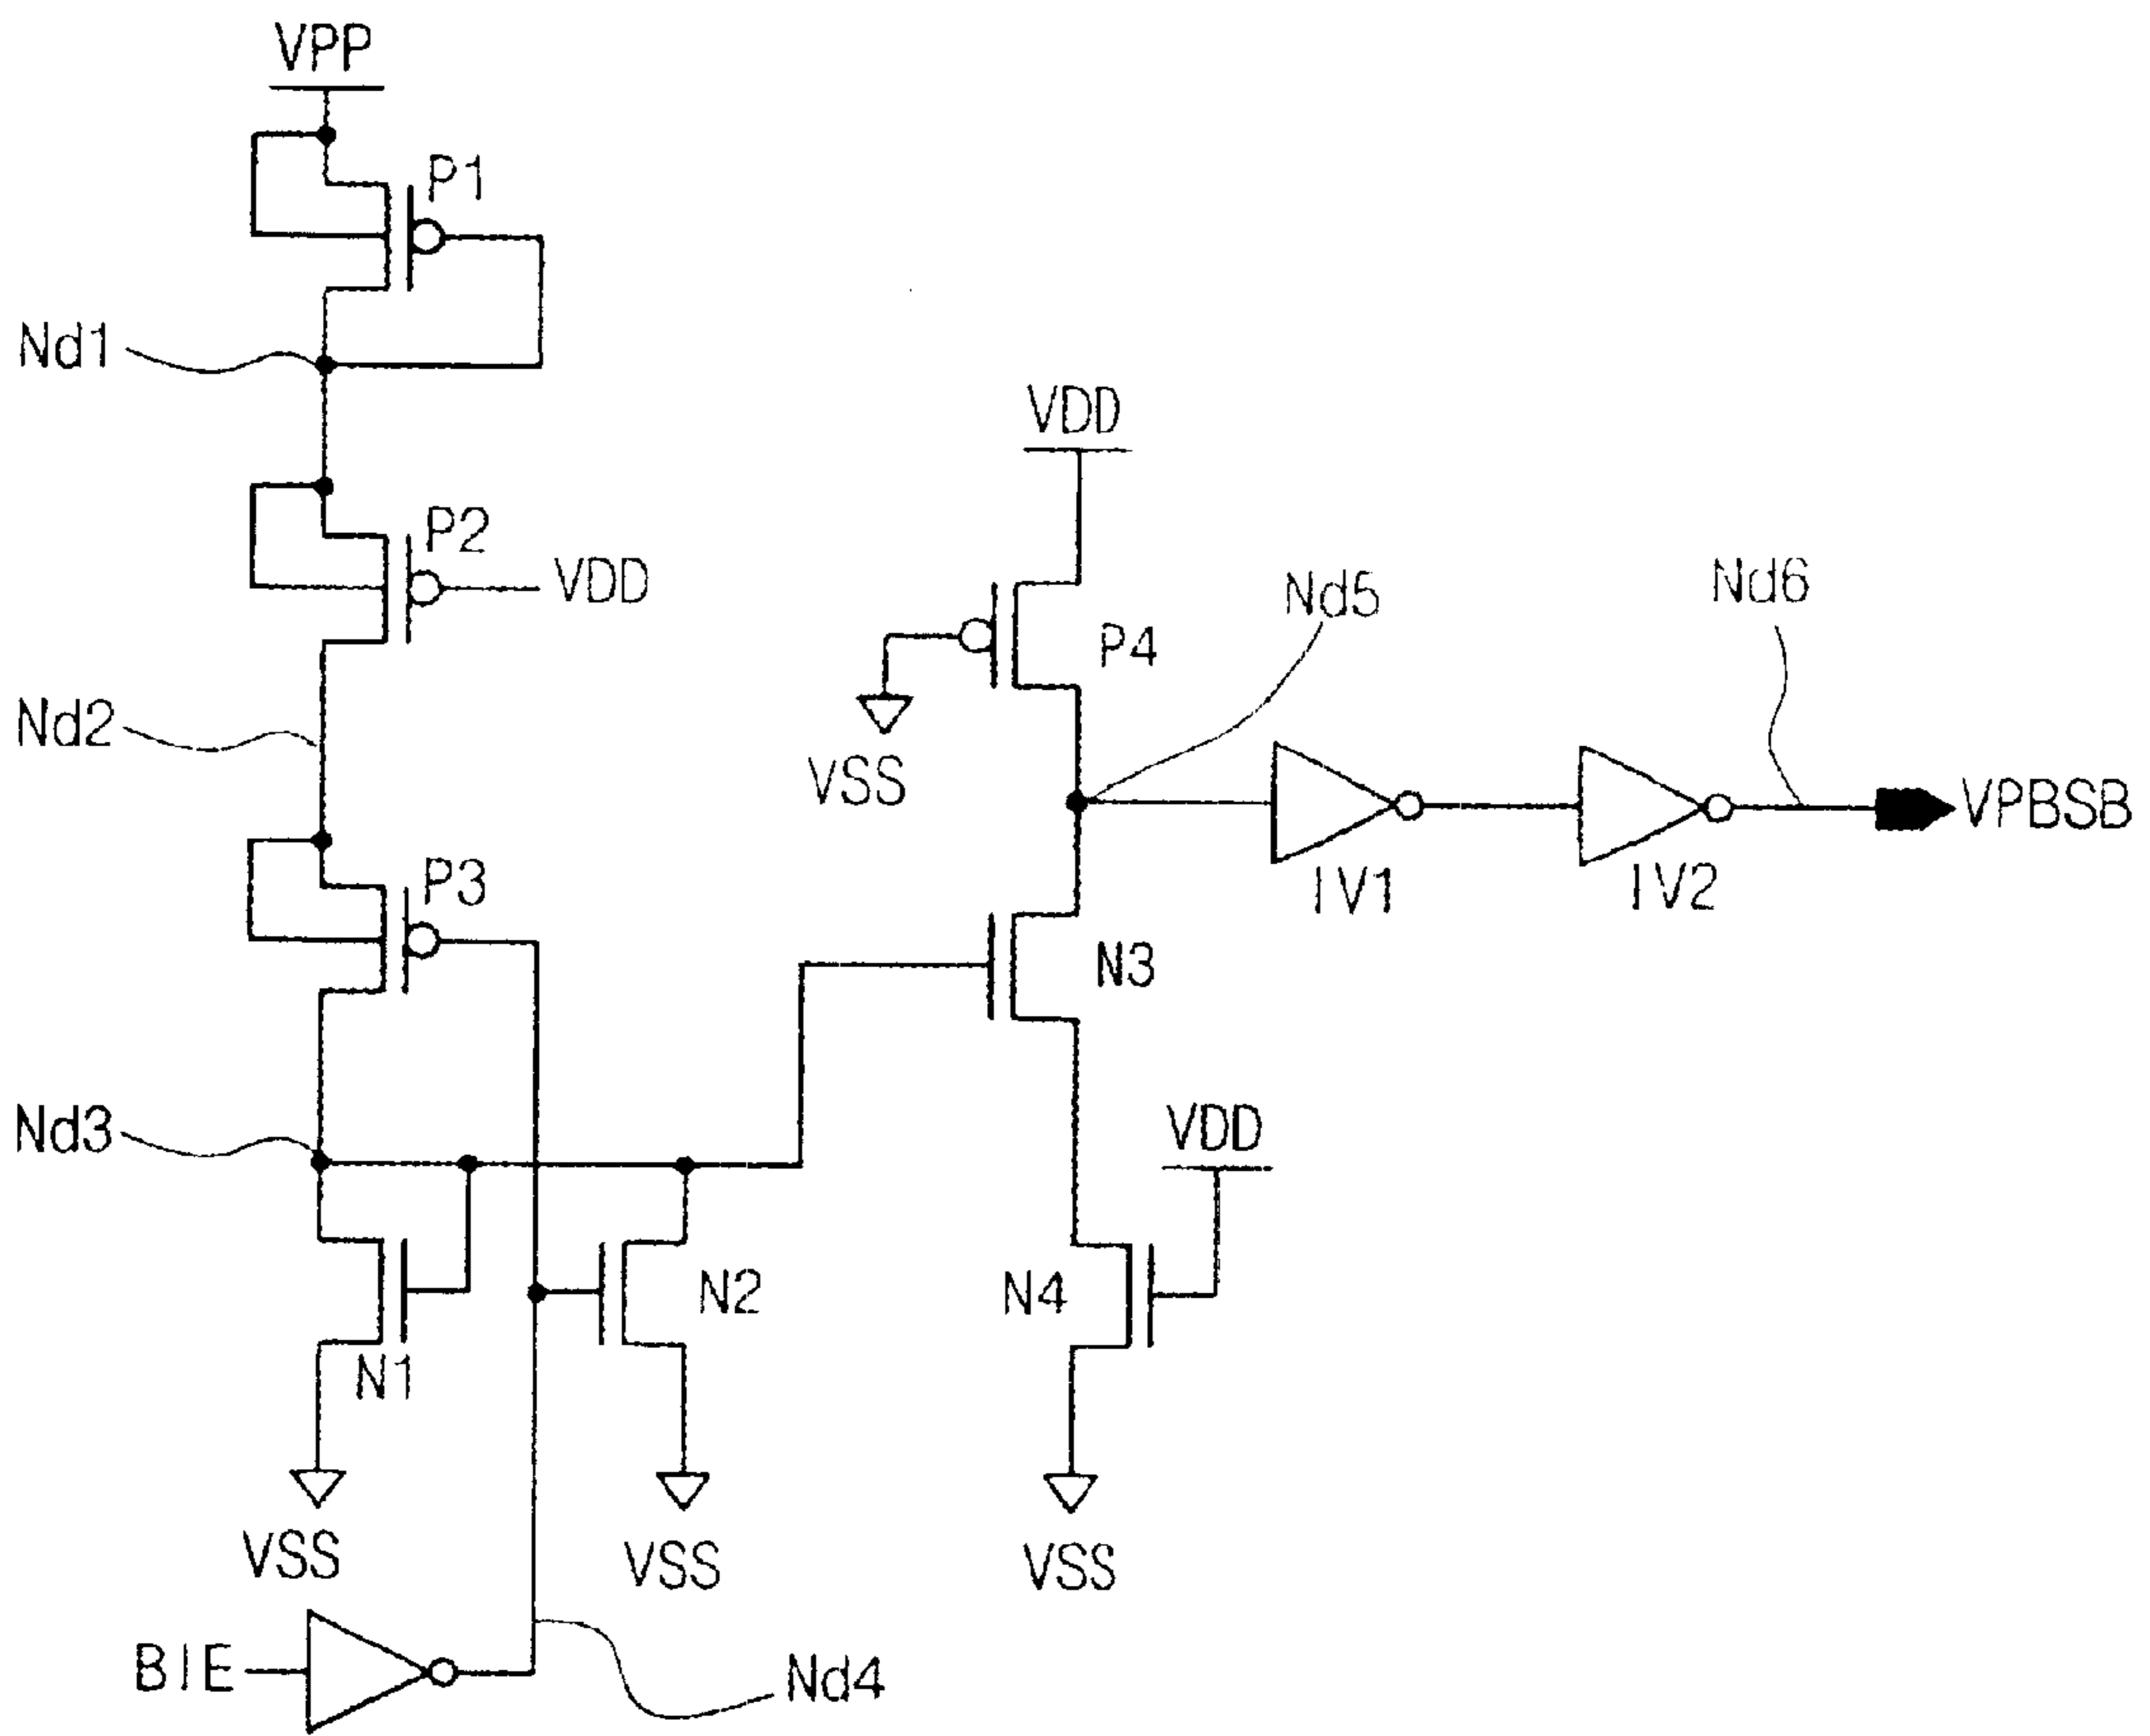 VPP
P1
Nd1
VDD
P2
VDD
Nd5
Nd6
P4
Nd2
VSS
VPBSB
P3
IV1
IV2
N3
Nd3
VDD
N2
N4
N1
VSS
VSS
VSS
BIE
Nd4